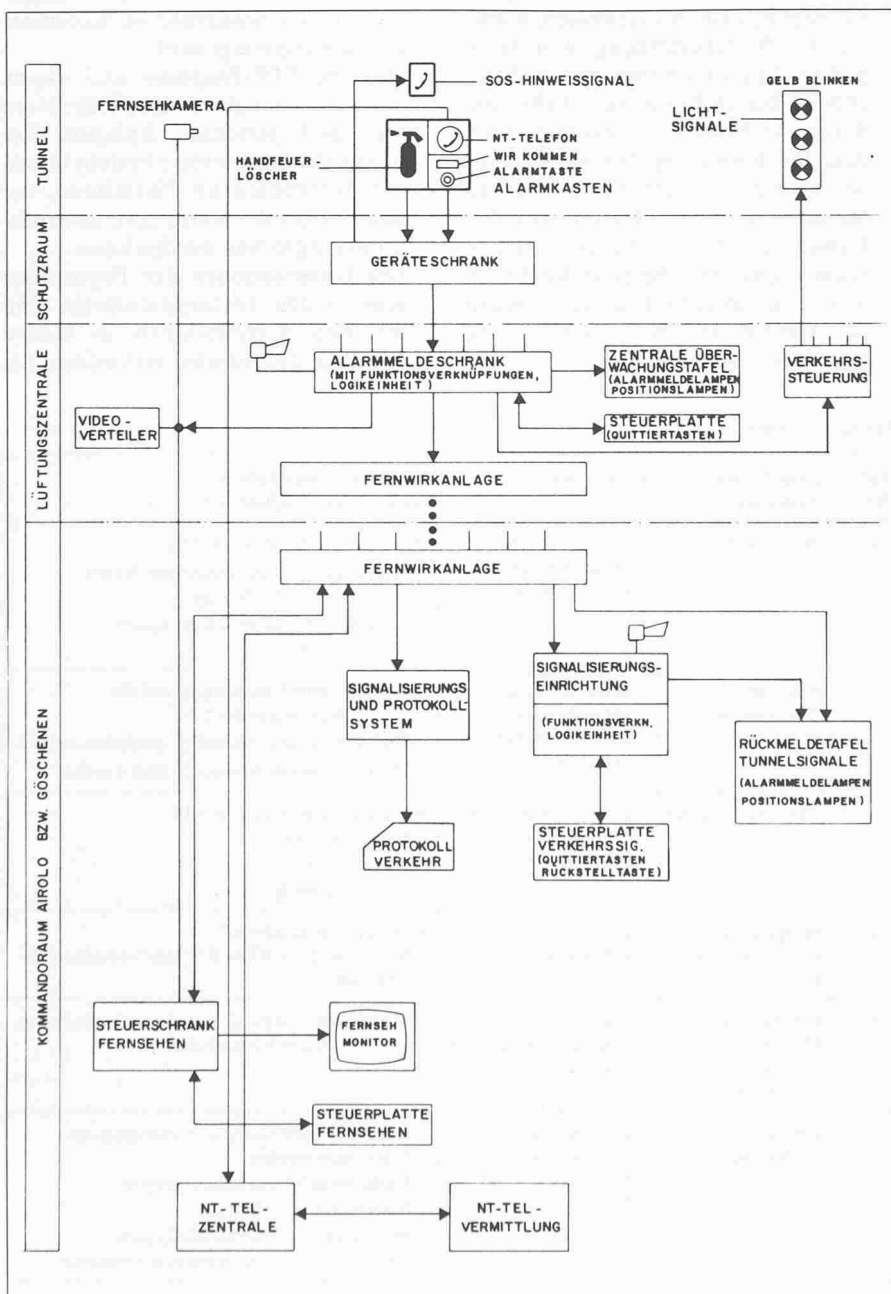 TUNNEL
SCHUTZRAUM
LÜFTUNGSZENTRALE
KOMMANDORAUM AIROLO BZW. GÖSCHENEN
SOS-HINWEISSIGNAL
FERNSEHKAMERA
GELB BLINKEN
LICHT-
SIGNALE
NT-TELEFON
HANDFEUER-
LÖSCHER
WIR KOMMEN
ALARMTASTE
ALARMKASTEN
GERÄTESCHRANK
ALARMMELDESCHRANK
(MIT FUNKTIONSVERKNÜPFUNGEN,
LOGIKEINHEIT)
ZENTRALE ÜBER-
WACHUNGSTAFEL
(ALARMMELDELAMPEN
POSITIONSLAMPEN)
VERKEHRS-
STEUERUNG
VIDEO-
VERTEILER
STEUERPLATTE
(QUITTIERTASTEN)
FERNWIRKANLAGE
FERNWIRKANLAGE
SIGNALISIERUNGS
UND PROTOKOLL-
SYSTEM
SIGNALISIERUNGS-
EINRICHTUNG
(FUNKTIONSVERKN,
LOGIKEINHEIT)
RÜCKMELDETAFEL
TUNNELSIGNALE
(ALARMMELDELAMPEN
POSITIONSLAMPEN)
PROTOKOLL
VERKEHR
STEUERPLATTE
VERKEHRSSIG.
(QUITTIERTASTEN
RÜCKSTELLTASTE)
STEUERSCHRANK
FERNSEHEN
FERNSEH
MONITOR
STEUERPLATTE
FERNSEHEN
NT-TEL-
ZENTRALE
NT-TEL-
VERMITTLUNG